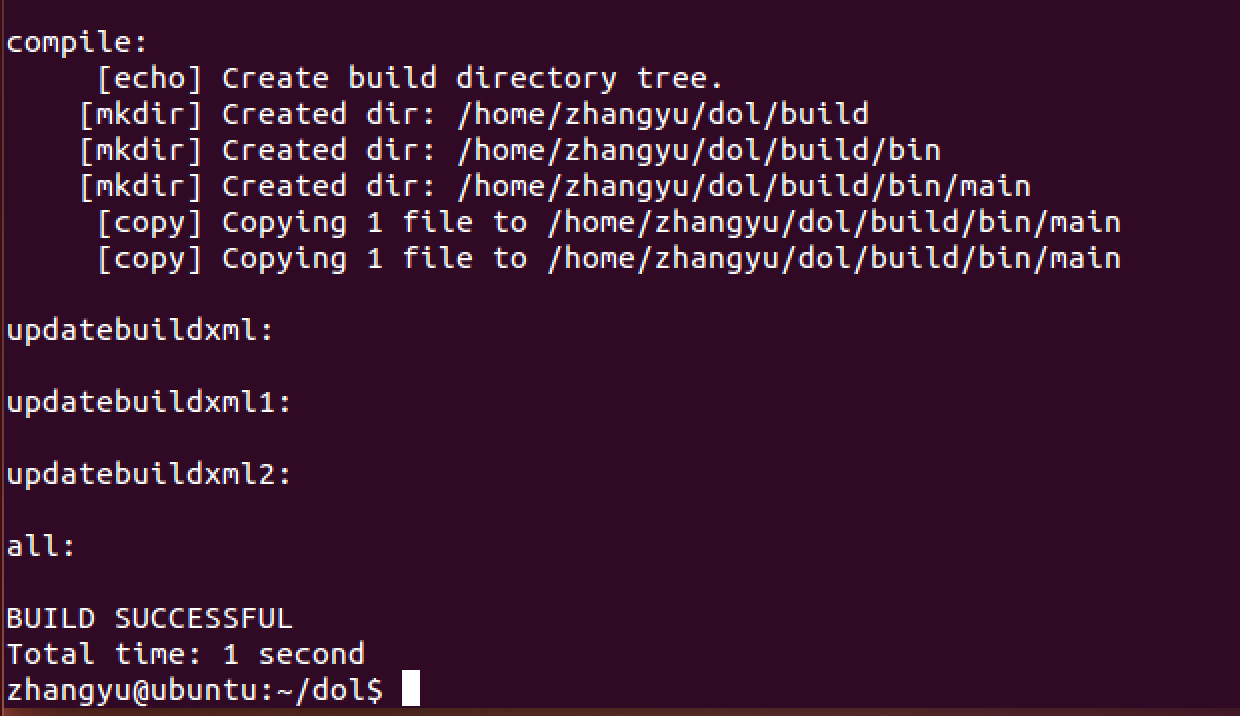 compile:
[echo] Create build directory tree.
[mkdir] Created dir: /home/zhangyu/dol/build
[mkdir] Created dir: /home/zhangyu/dol/build/bin
[mkdir] Created dir: /home/zhangyu/dol/build/bin/main
[copy] Copying 1 file to /home/zhangyu/dol/build/bin/main
[copy] Copying 1 file to /home/zhangyu/dol/build/bin/main
updatebuildxml:
updatebuildxml1:
updatebuildxml2:
all:
BUILD SUCCESSFUL
Total time: 1 second
zhangyu@ubuntu:~/dol$